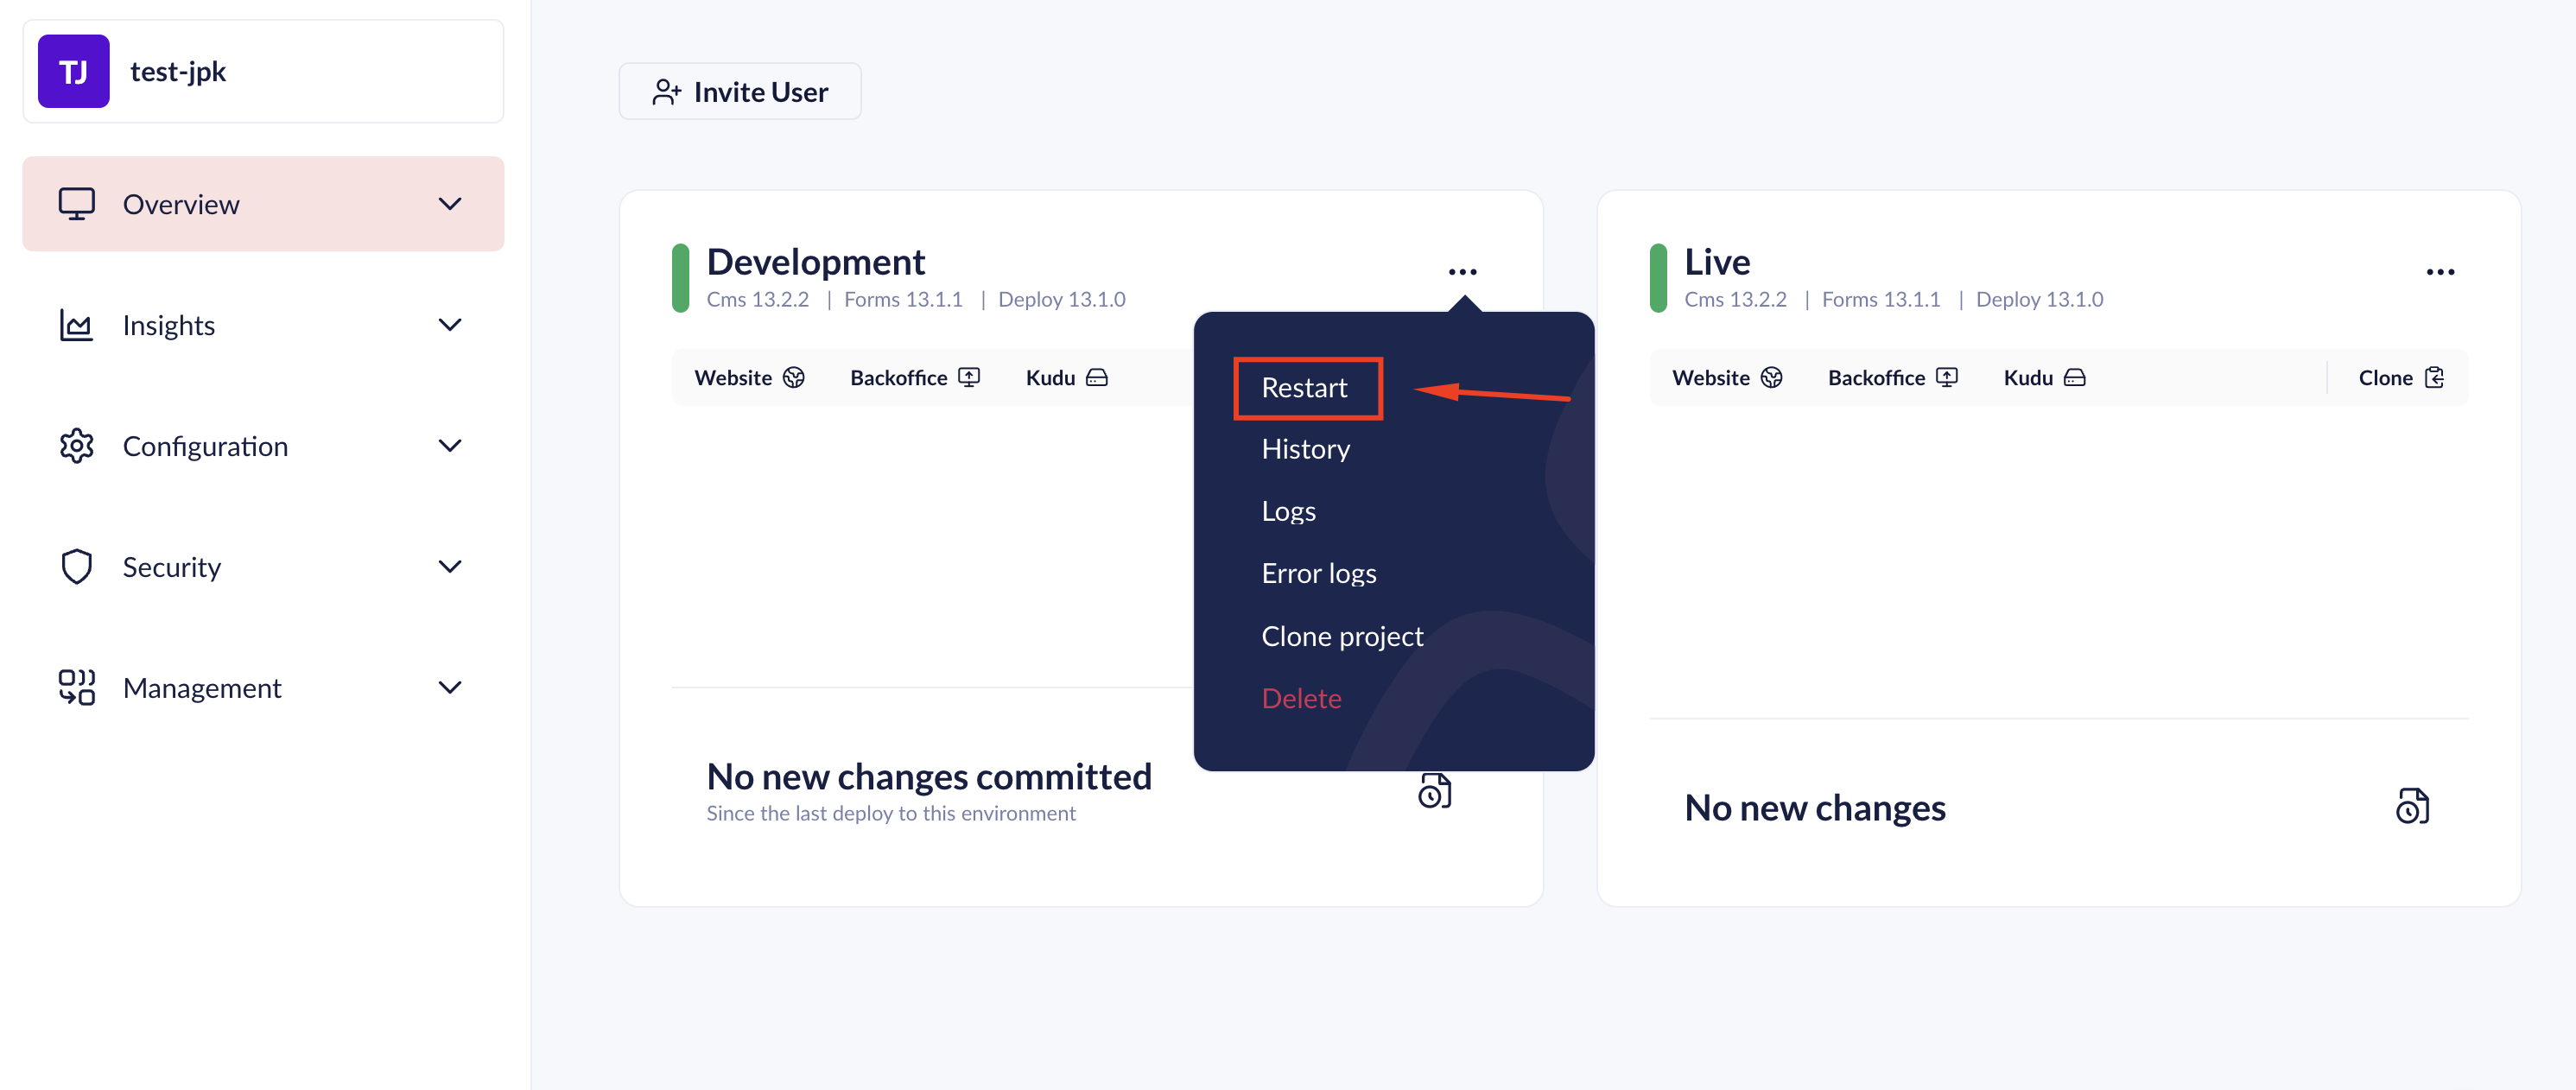 TJ
test-jpk
Overview
Insights
Configuration
Security
Management
Invite User
Development
Cms 13.2.2 | Forms 13.1.1 | Deploy 13.1.0
Website Backoffice Kudu
Restart
History
Logs
Error logs
Clone project
Delete
No new changes committed
Since the last deploy to this environment
Live
Cms 13.2.2 | Forms 13.1.1 | Deploy 13.1.0
Website Backoffice Kudu Clone
No new changes